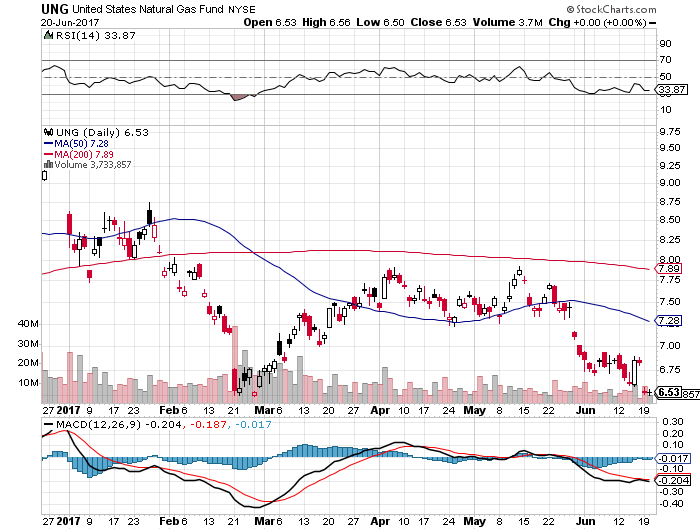 UNG United States Natural Gas Fund NYSE
© StockCharts.com
20-Jun-2017
Open 6.53 High 6.56 Low 6.50 Close 6.53 Volume 3.7M Chg +0.00 (+0.00%)
RSI(14) 33.87
90
70
50
33.87
30
10
UNG (Daily) 6.53
MA(50) 7.28
MA(200) 7.89
Volume 3,733,857
9.75
9.50
9.25
9.00
8.75
8.50
8.25
8.00
7.89
7.75
7.50
7.28
7.00
6.75
6.53
857
40M
30M
20M
10M
27 2017 9 17 23 Feb 6 13 21 Mar 6 13 20 27 Apr 10 17 24 May 8 15 22 Jun 12 19
MACD(12,26,9) -0.204, -0.187, -0.017
0.30
0.20
0.10
-0.017
-0.10
-0.204
-0.30
-0.40
27 2017 9 17 23 Feb 6 13 21 Mar 6 13 20 27 Apr 10 17 24 May 8 15 22 Jun 12 19